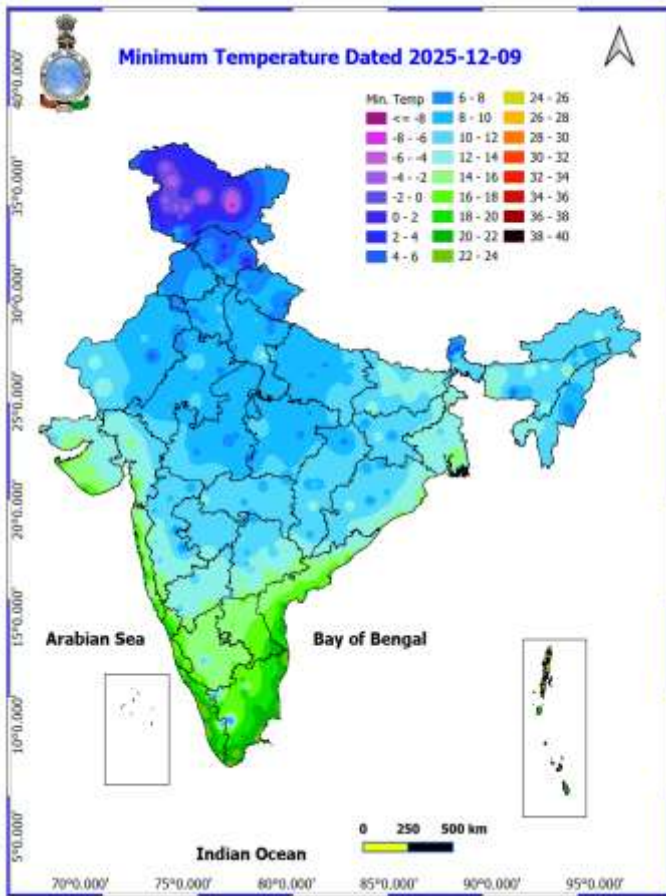 Minimum Temperature Dated 2025-12-09
Min. Temp
<= -8
-8 - -6
-6 - -4
-4 - -2
-2 - 0
0 - 2
2 - 4
4 - 6
6 - 8
8 - 10
10 - 12
12 - 14
14 - 16
16 - 18
18 - 20
20 - 22
22 - 24
24 - 26
26 - 28
28 - 30
30 - 32
32 - 34
34 - 36
36 - 38
38 - 40
40°0.000'
35°0.000'
30°0.000'
25°0.000'
20°0.000'
15°0.000'
10°0.000'
5°0.000'
Arabian Sea
Bay of Bengal
0 250 500 km
Indian Ocean
70°0.000' 75°0.000' 80°0.000' 85°0.000' 90°0.000' 95°0.000'